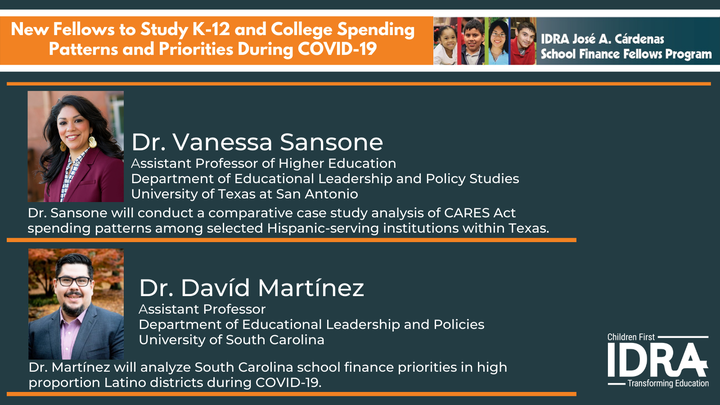 New Fellows to Study K-12 and College Spending
Patterns and Priorities During COVID-19
IDRA José A. Cárdenas
School Finance Fellows Program
Dr. Vanessa Sansone
Assistant Professor of Higher Education
Department of Educational Leadership and Policy Studies
University of Texas at San Antonio
Dr. Sansone will conduct a comparative case study analysis of CARES Act
spending patterns among selected Hispanic-serving institutions within Texas.
Dr. Davíd Martínez
Assistant Professor
Department of Educational Leadership and Policies
University of South Carolina
Dr. Martínez will analyze South Carolina school finance priorities in high
proportion Latino districts during COVID-19.
Children First
IDRA
Transforming Education